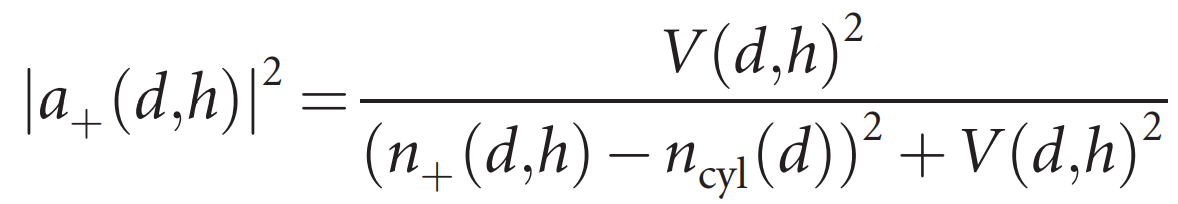 |a₊(d,h)|² = V(d,h)² / ((n₊(d,h) − n_cyl(d))² + V(d,h)²)